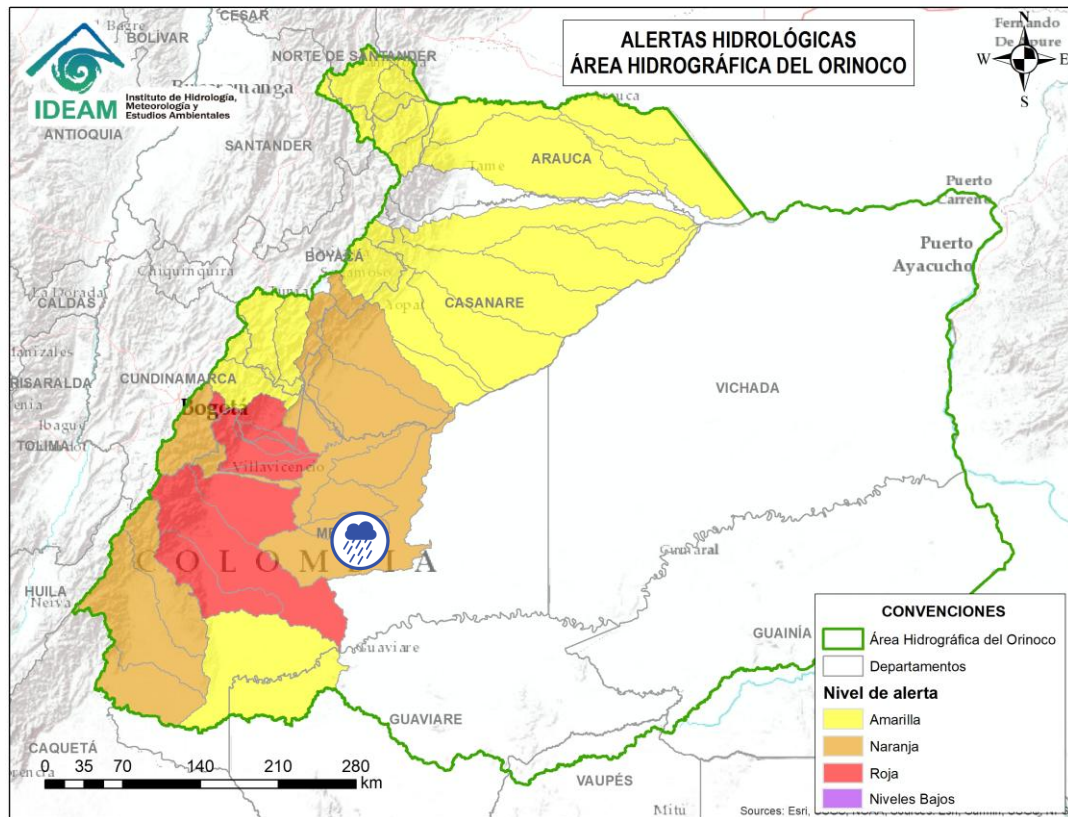 ALERTAS HIDROLÓGICAS
ÁREA HIDROGRÁFICA DEL ORINOCO
IDEAM
Instituto de Hidrología,
Meteorología y
Estudios Ambientales
N
W
E
S
CESAR
BOLÍVAR
NORTE DE SANTANDER
ANTIOQUIA
SANTANDER
Tame
ARAUCA
Puerto
Carreño
Puerto
Ayacucho
BOYACÁ
Chiquinquira
CALDAS
Yopal
CASANARE
VICHADA
RISARALDA
CUNDINAMARCA
Bogotá
Ibague
TOLIMA
Villavicencio
COLOMBIA
HUILA
Neiva
GUAINÍA
GUAVIARE
CAQUETÁ
VAUPÉS
Mitú
0 35 70 140 210 280
km
CONVENCIONES
Área Hidrográfica del Orinoco
Departamentos
Nivel de alerta
Amarilla
Naranja
Roja
Niveles Bajos